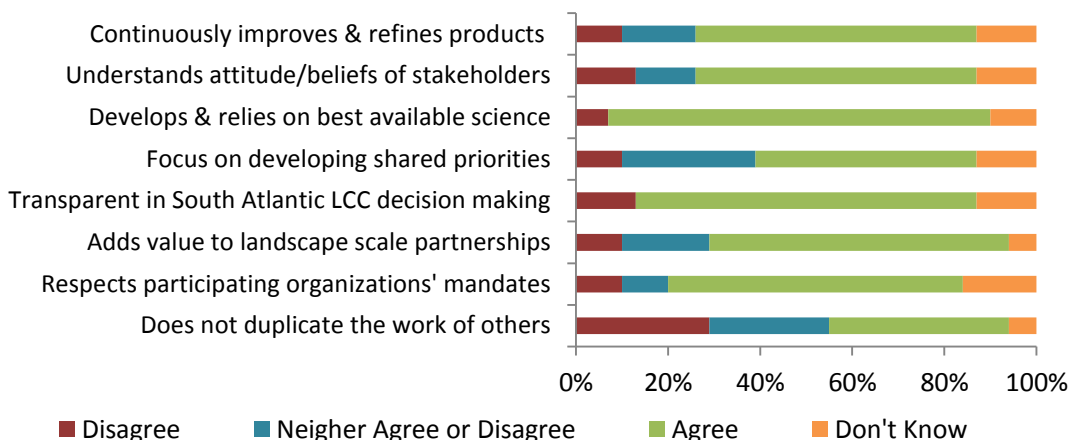 Continuously improves & refines products
Understands attitude/beliefs of stakeholders
Develops & relies on best available science
Focus on developing shared priorities
Transparent in South Atlantic LCC decision making
Adds value to landscape scale partnerships
Respects participating organizations' mandates
Does not duplicate the work of others
0% 20% 40% 60% 80% 100%
Disagree Neigher Agree or Disagree Agree Don't Know